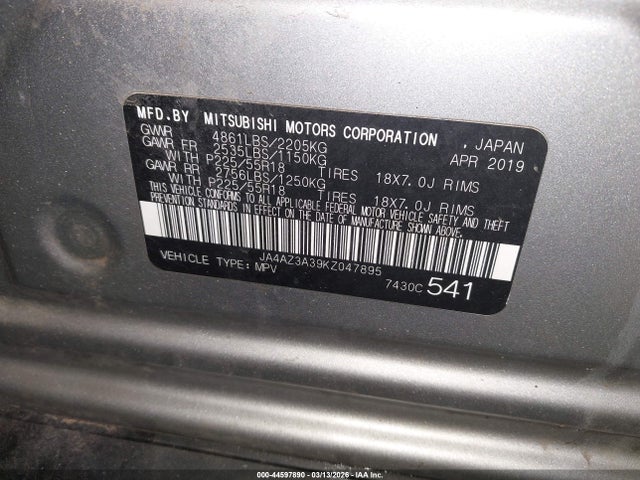 MFD.BY MITSUBISHI MOTORS CORPORATION , JAPAN
GVWR 4861LBS/2205KG APR 2019
GAWR FR 2535LBS/1150KG
WITH P225/55R18 TIRES 18X7.0J RIMS
GAWR RR 2756LBS/1250KG
WITH P225/55R18 TIRES 18X7.0J RIMS
THIS VEHICLE CONFORMS TO ALL APPLICABLE FEDERAL MOTOR VEHICLE SAFETY AND THEFT
PREVENTION STANDARDS IN EFFECT ON THE DATE OF MANUFACTURE SHOWN ABOVE.
JA4AZ3A39KZ047895
VEHICLE TYPE: MPV
7430C 541
000-44597890 - 03/13/2026 - IAA Inc.